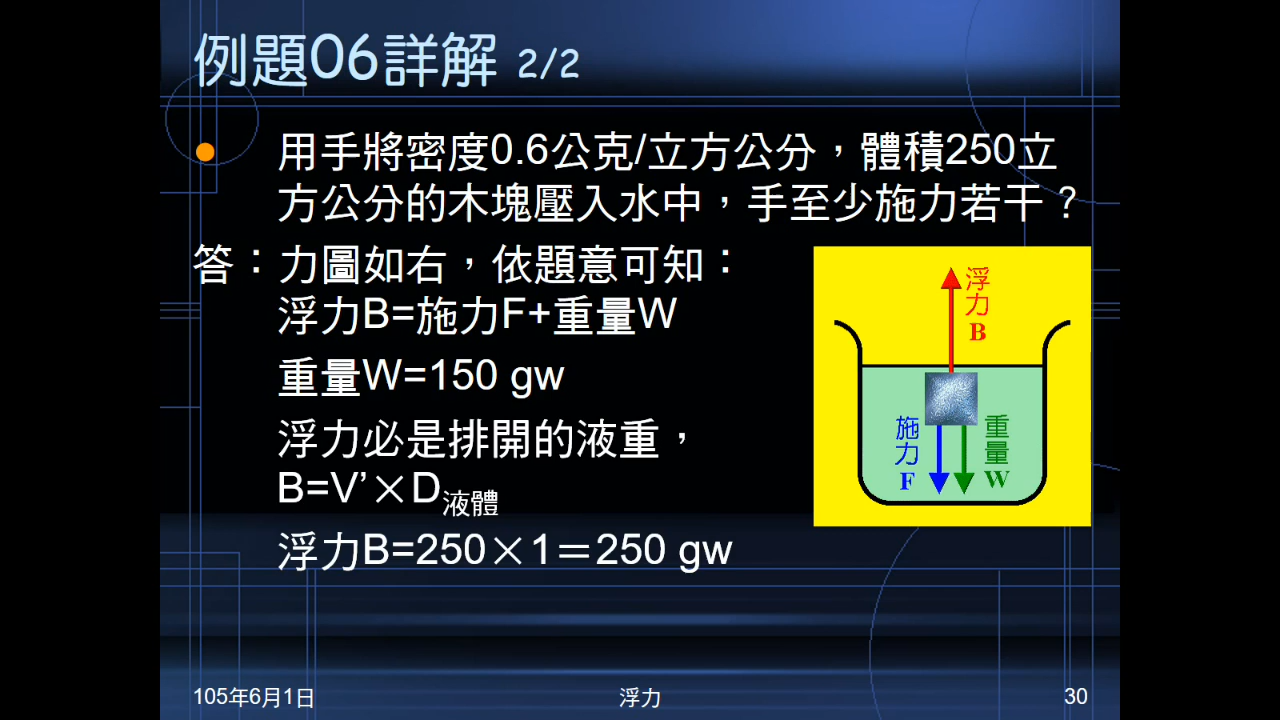 例題06詳解 2/2
用手將密度0.6公克/立方公分，體積250立
方公分的木塊壓入水中，手至少施力若干？
答：力圖如右，依題意可知：
浮力B=施力F+重量W
重量W=150 gw
浮力必是排開的液重，
B=V’×D液體
浮力B=250×1＝250 gw
浮力B
施力F
重量W
105年6月1日
浮力
30